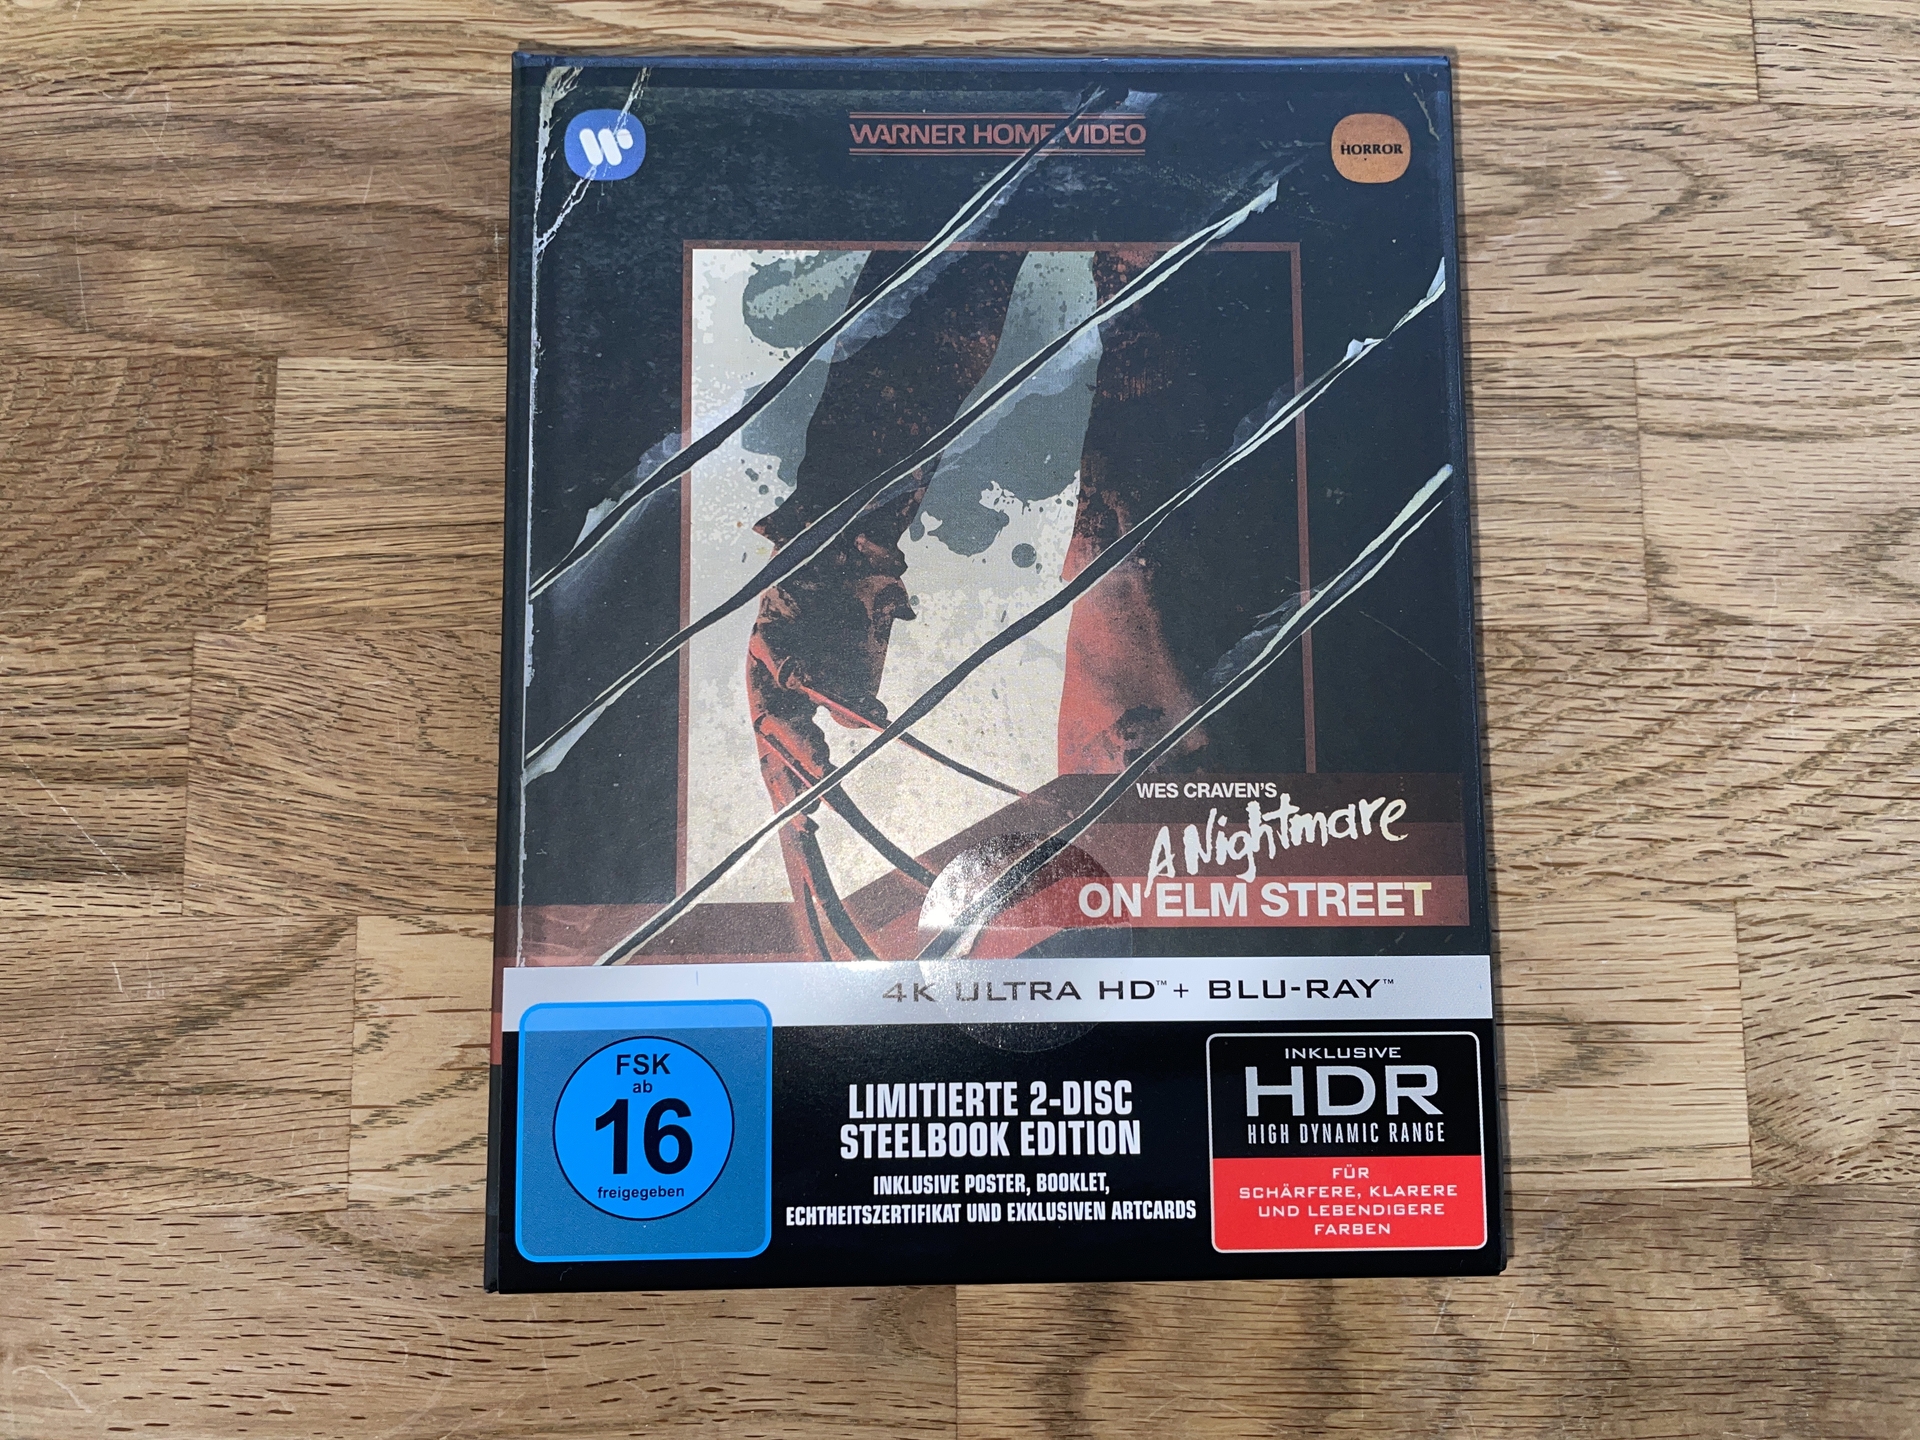 WARNER HOME VIDEO
HORROR
WES CRAVEN'S
A Nightmare
ON ELM STREET
4K ULTRA HD™ + BLU-RAY™
FSK
ab
16
freigegeben
LIMITIERTE 2-DISC
STEELBOOK EDITION
INKLUSIVE POSTER, BOOKLET,
ECHTHEITSZERTIFIKAT UND EXKLUSIVEN ARTCARDS
INKLUSIVE
HDR
HIGH DYNAMIC RANGE
FÜR
SCHÄRFERE, KLARERE
UND LEBENDIGERE
FARBEN